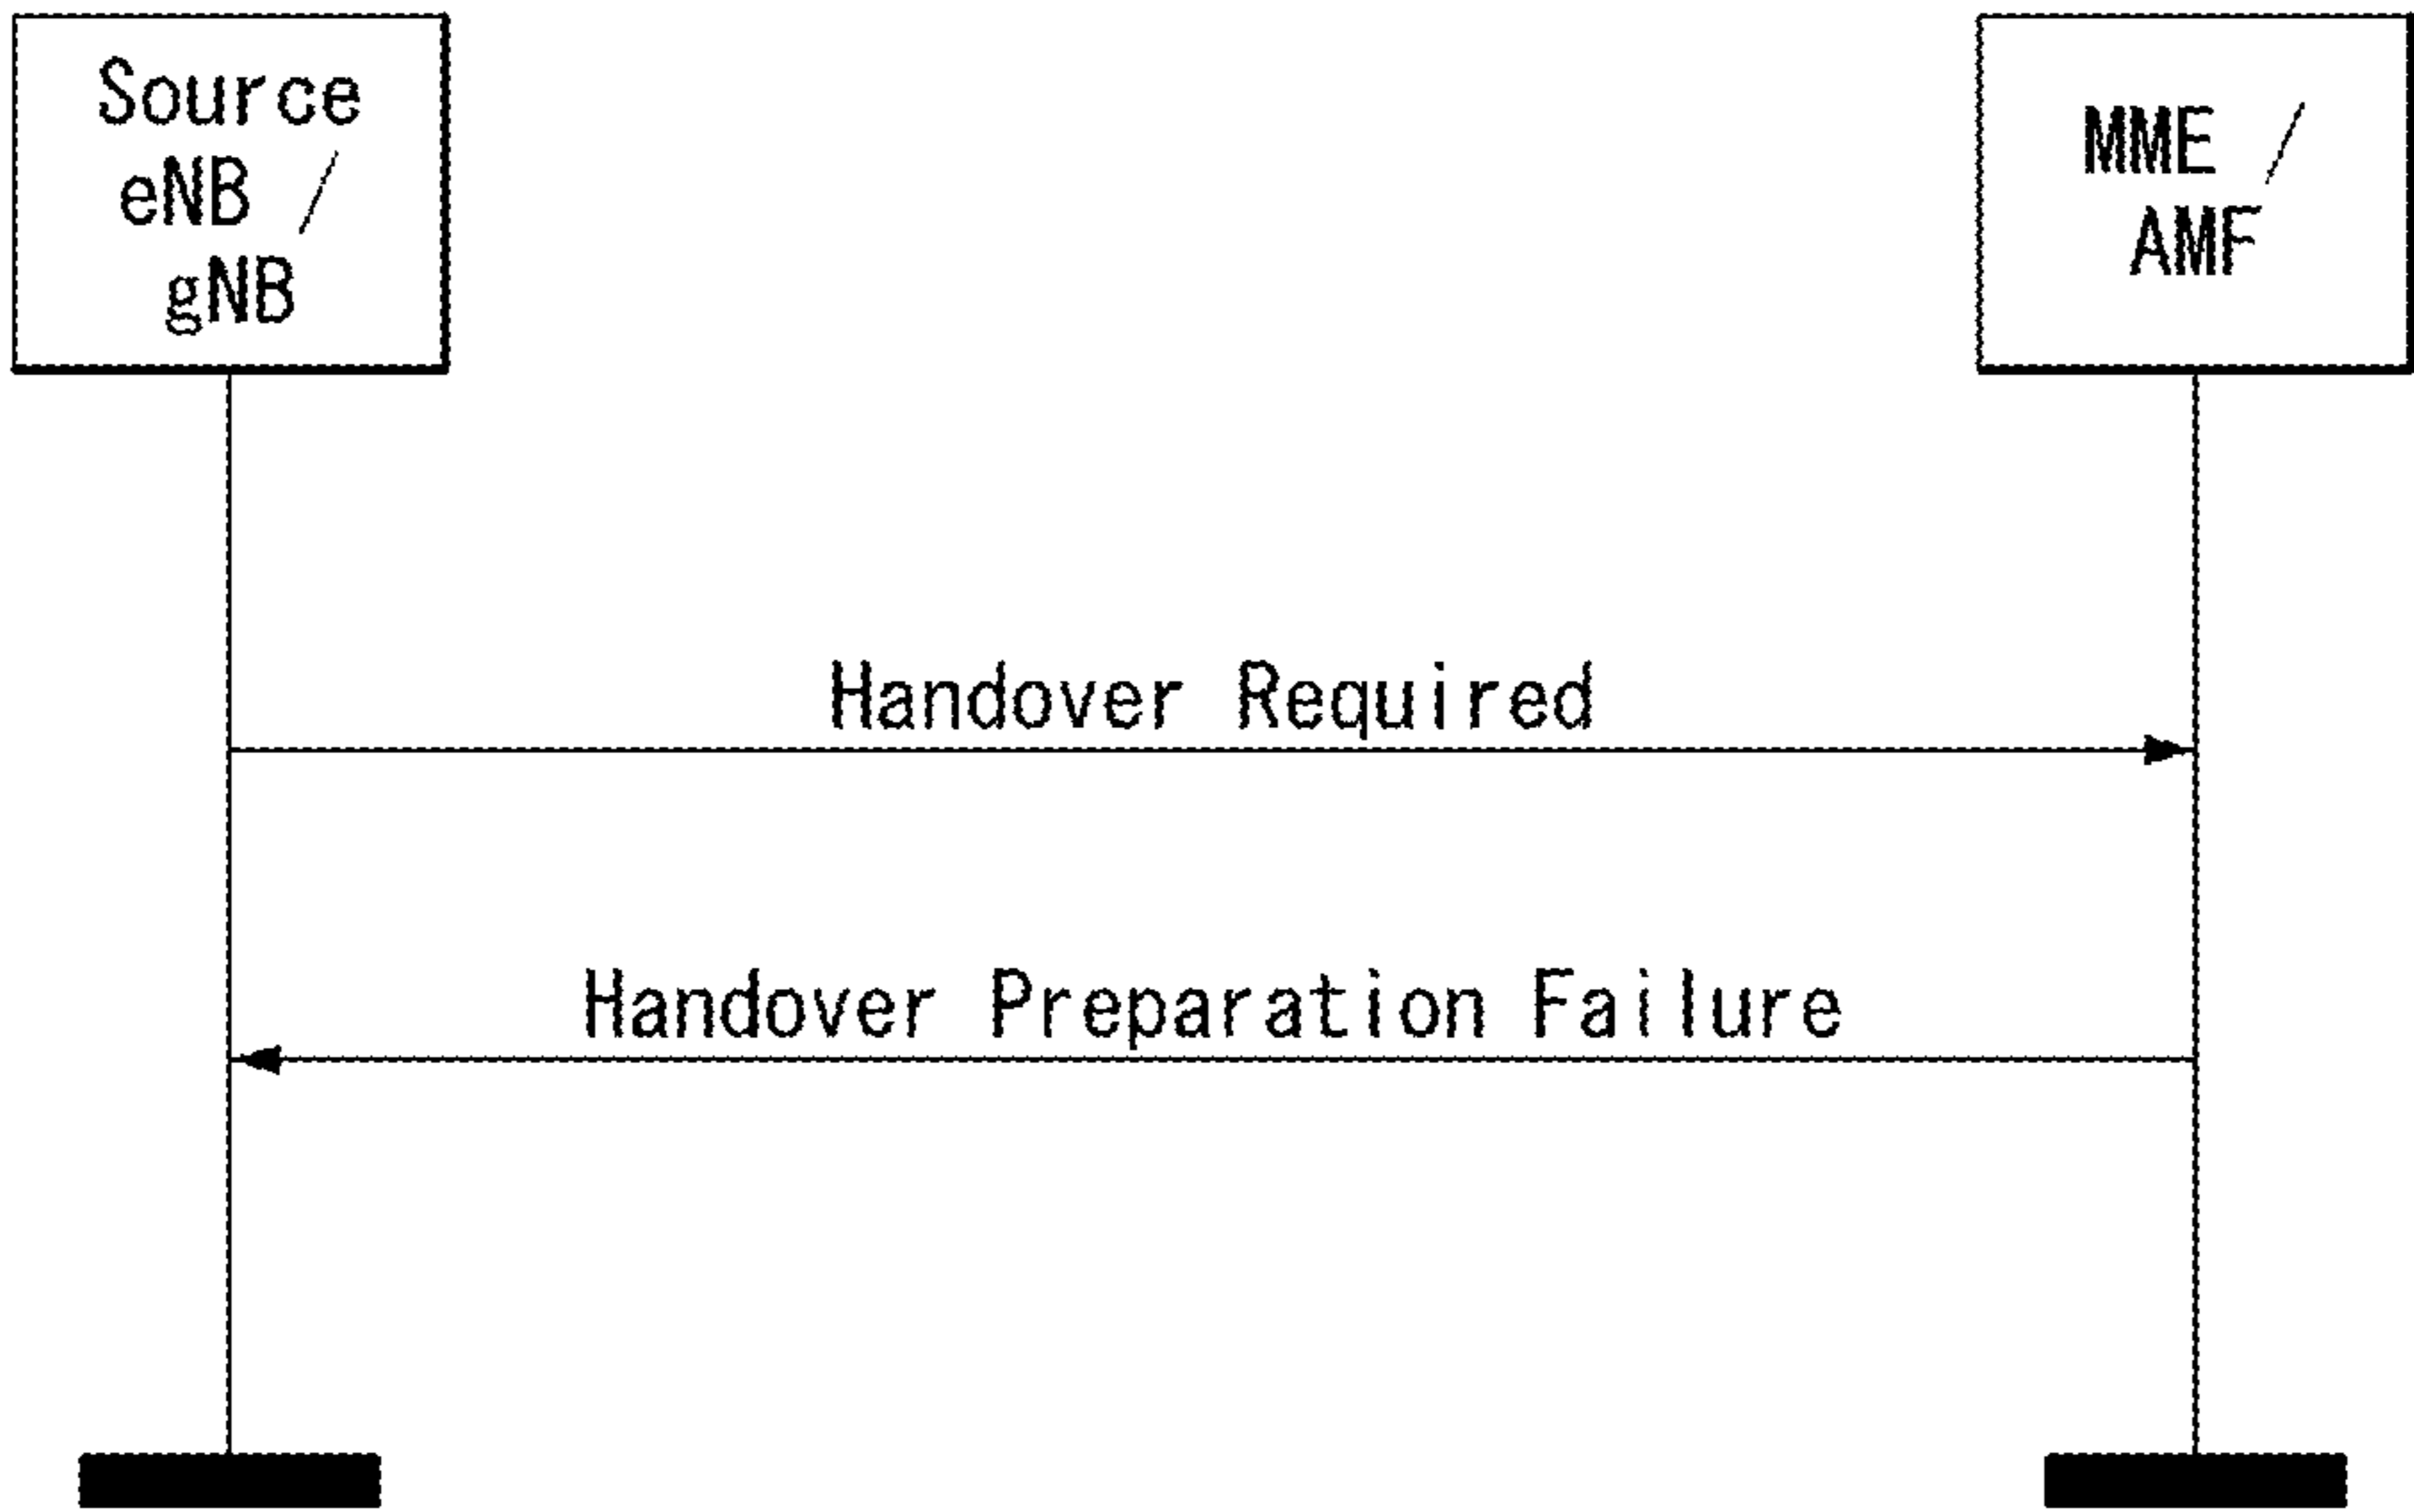 Source
eNB /
gNB
MME /
AMF
Handover Required
Handover Preparation Failure